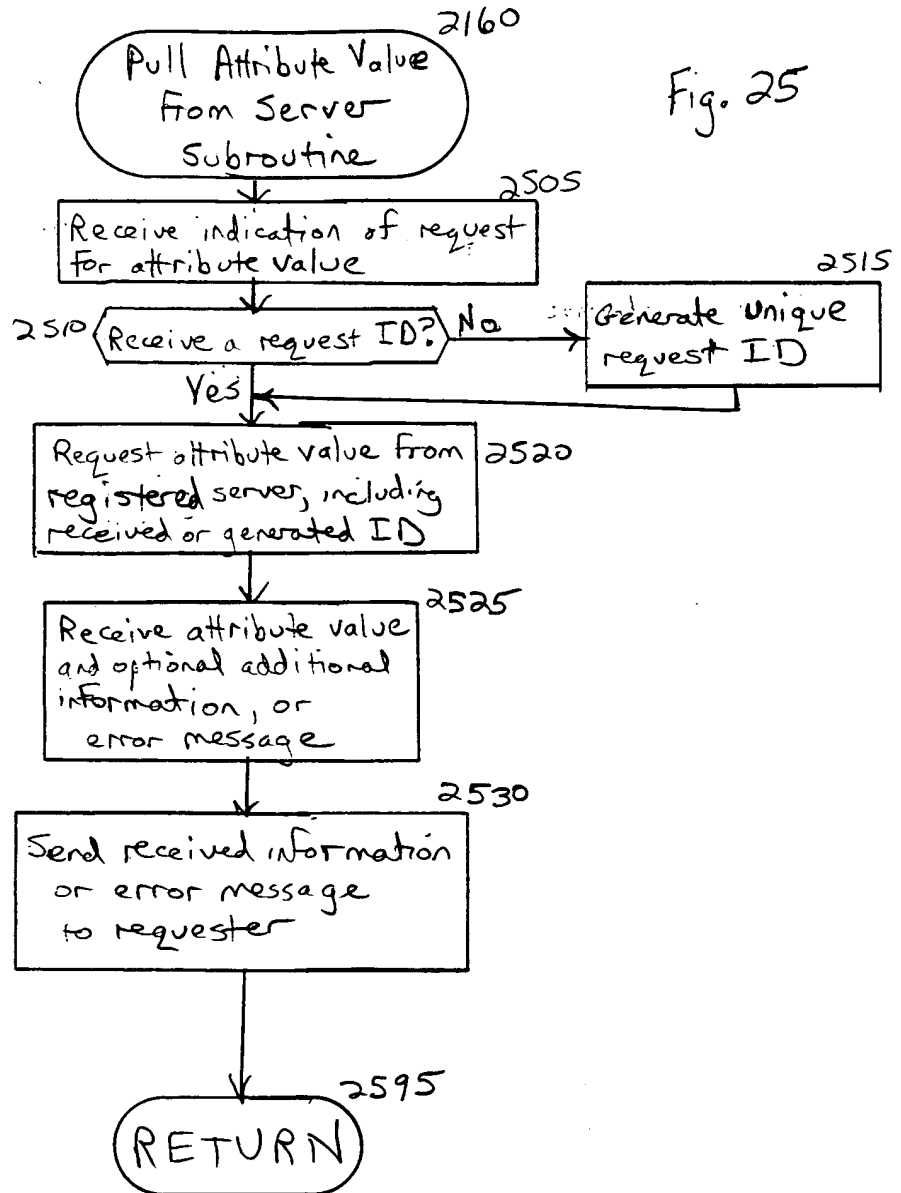 2160
Pull Attribute Value
From Server
Subroutine
Fig. 25
2505
Receive indication of request
for attribute value
2510
Receive a request ID?
No
2515
Generate unique
request ID
Yes
Request attribute value from
registered server, including
received or generated ID
2520
2525
Receive attribute value
and optional additional
information, or
error message
2530
Send received information
or error message
to requester
2595
RETURN